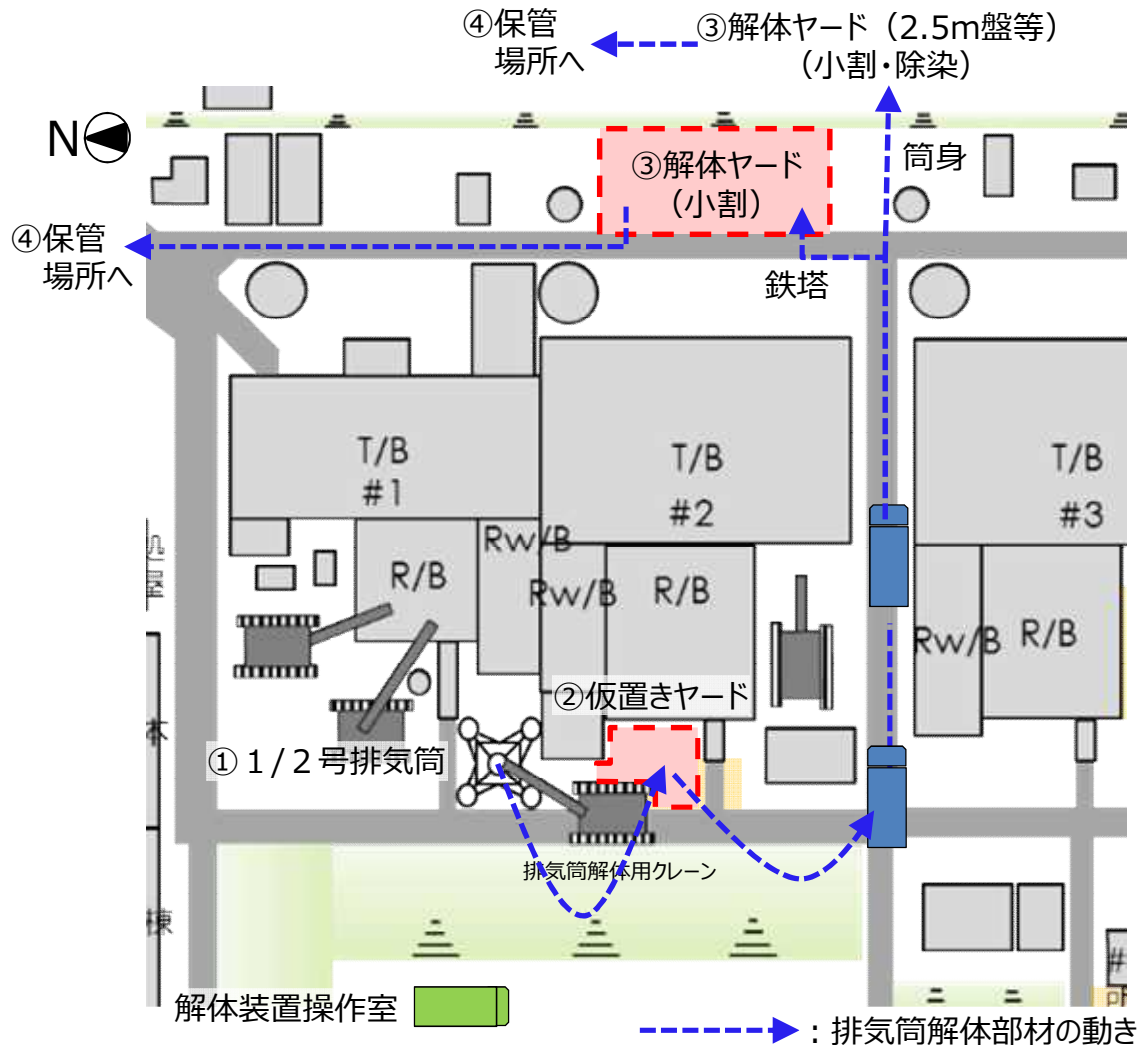 ④保管
場所へ
③解体ヤード（2.5m盤等）
（小割・除染）
N
③解体ヤード
（小割）
筒身
④保管
場所へ
鉄塔
T/B
#1
T/B
#2
T/B
#3
Rw/B
R/B
Rw/B
R/B
Rw/B
R/B
②仮置きヤード
①１/２号排気筒
本
排気筒解体用クレーン
棟
#
解体装置操作室
：排気筒解体部材の動き